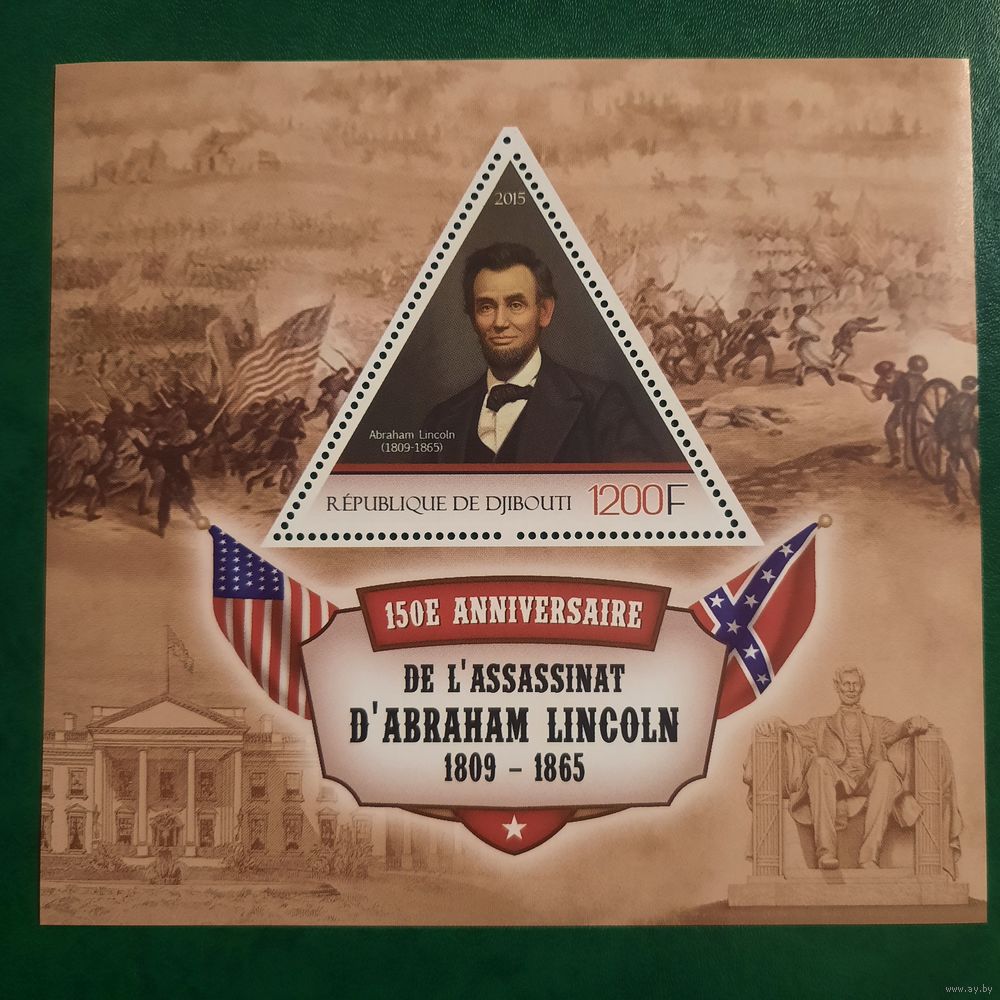 2015
Abraham Lincoln
(1809-1865)
RÉPUBLIQUE DE DJIBOUTI 1200F
150E ANNIVERSAIRE
DE L'ASSASSINAT
D'ABRAHAM LINCOLN
1809 – 1865
www.ay.by